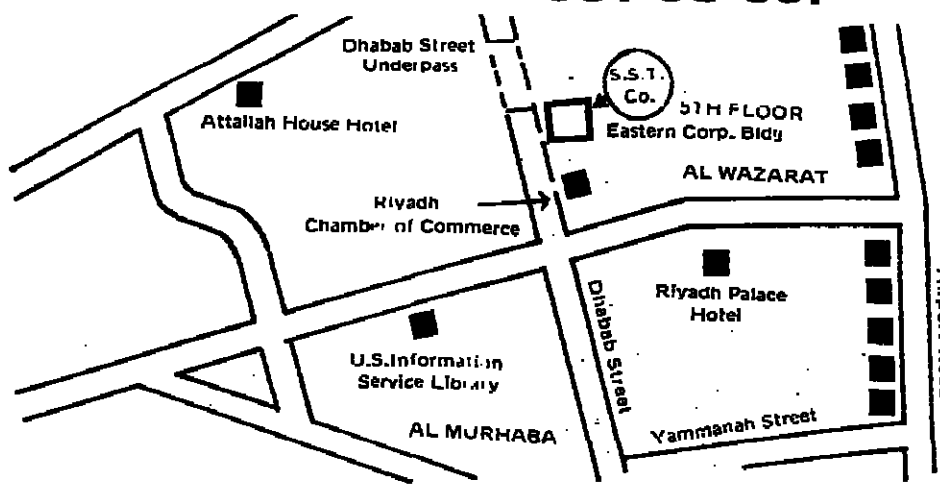 Dhabab Street
Underpass
S.S.T.
Co.
5TH FLOOR
Eastern Corp. Bldy
Attallah House Hotel
AL WAZARAT
Riyadh
Chamber of Commerce
Riyadh Palace
Hotel
Dhabab Street
U.S.Information
Service Library
AL MURHABA
Yammanah Street